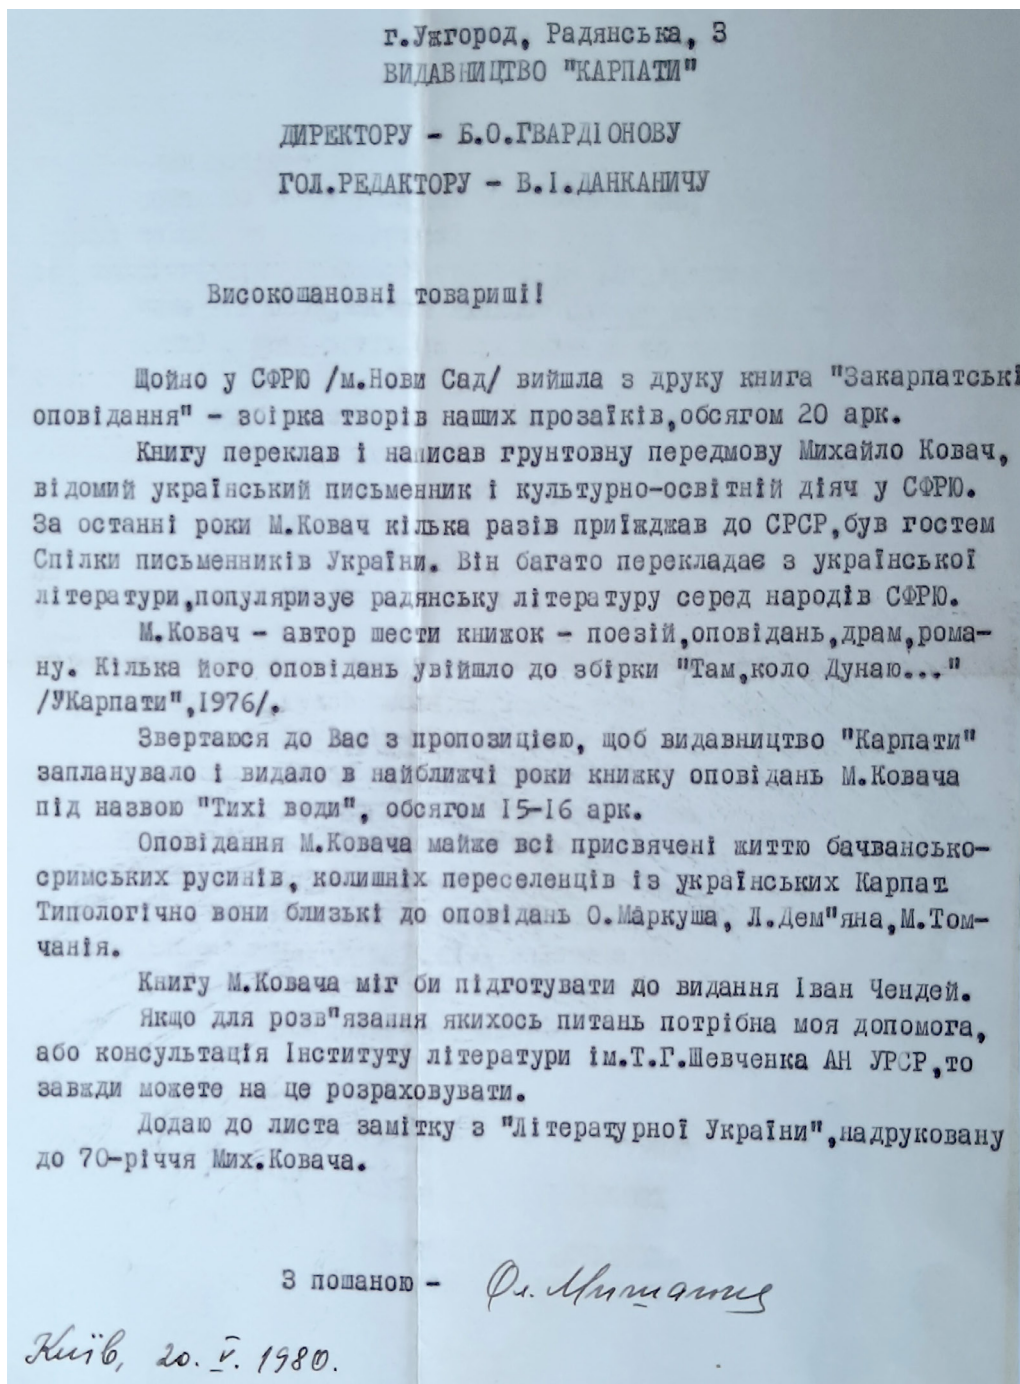 г.Ужгород, Радянська, 3
ВИДАВНИЦТВО "КАРПАТИ"
ДИРЕКТОРУ - Б.О.ГВАРДІОНОВУ
ГОЛ.РЕДАКТОРУ - В.І.ДАНКАНИЧУ
Високошановні товариші!
Щойно у СФРЮ /м.Нови Сад/ вийшла з друку книга "Закарпатські
оповідання" - збірка творів наших прозаїків,обсягом 20 арк.
Книгу переклав і написав грунтовну передмову Михайло Ковач,
відомий український письменник і культурно-освітній діяч у СФРЮ.
За останні роки М.Ковач кілька разів приїжджав до СРСР,був гостем
Спілки письменників України. Він багато перекладає з української
літератури,популяризує радянську літературу серед народів СФРЮ.
М.Ковач - автор шести книжок - поезій,оповідань,драм,рома-
ну. Кілька його оповідань увійшло до збірки "Там,коло Дунаю..."
/УКарпати",1976/.
Звертаюся до Вас з пропозицією, щоб видавництво "Карпати"
запланувало і видало в найближчі роки книжку оповідань М.Ковача
під назвою "Тихі води", обсягом 15-16 арк.
Оповідання М.Ковача майже всі присвячені життю бачвансько-
сримських русинів, колишніх переселенців із українських Карпат.
Типологічно вони близькі до оповідань О.Маркуша, Л.Дем"яна,М.Том-
чанія.
Книгу М.Ковача міг би підготувати до видання Іван Чендей.
Якщо для розв"язання якихось питань потрібна моя допомога,
або консультація Інституту літератури ім.Т.Г.Шевченка АН УРСР,то
завжди можете на це розраховувати.
Додаю до листа замітку з "Літературної України",надруковану
до 70-річчя Мих.Ковача.
З пошаною - Ол. Мишанич
Київ, 20. V. 1980.